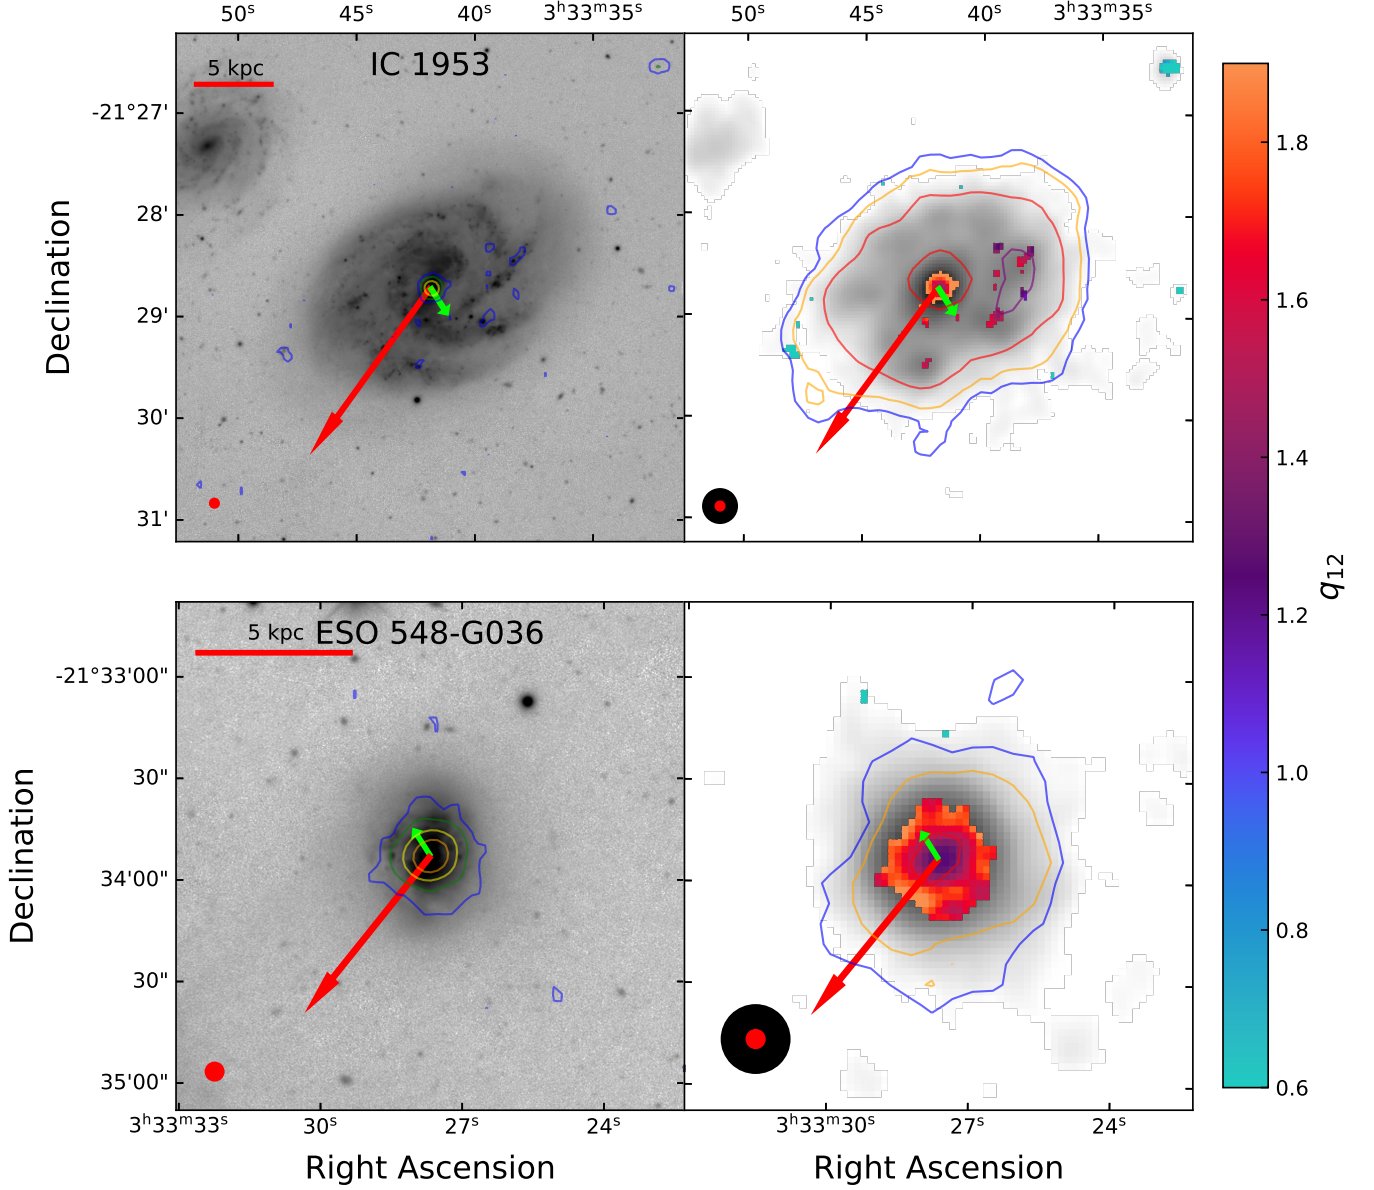 50ˢ 45ˢ 40ˢ 3ʰ33ᵐ35ˢ 50ˢ 45ˢ 40ˢ 3ʰ33ᵐ35ˢ
IC 1953
5 kpc
-21°27'
28'
29'
30'
31'
Declination
ESO 548-G036
5 kpc
-21°33'00"
30"
34'00"
30"
35'00"
Declination
3ʰ33ᵐ33ˢ 30ˢ 27ˢ 24ˢ 3ʰ33ᵐ30ˢ 27ˢ 24ˢ
Right Ascension Right Ascension
1.8
1.6
1.4
1.2
1.0
0.8
0.6
q₁₂